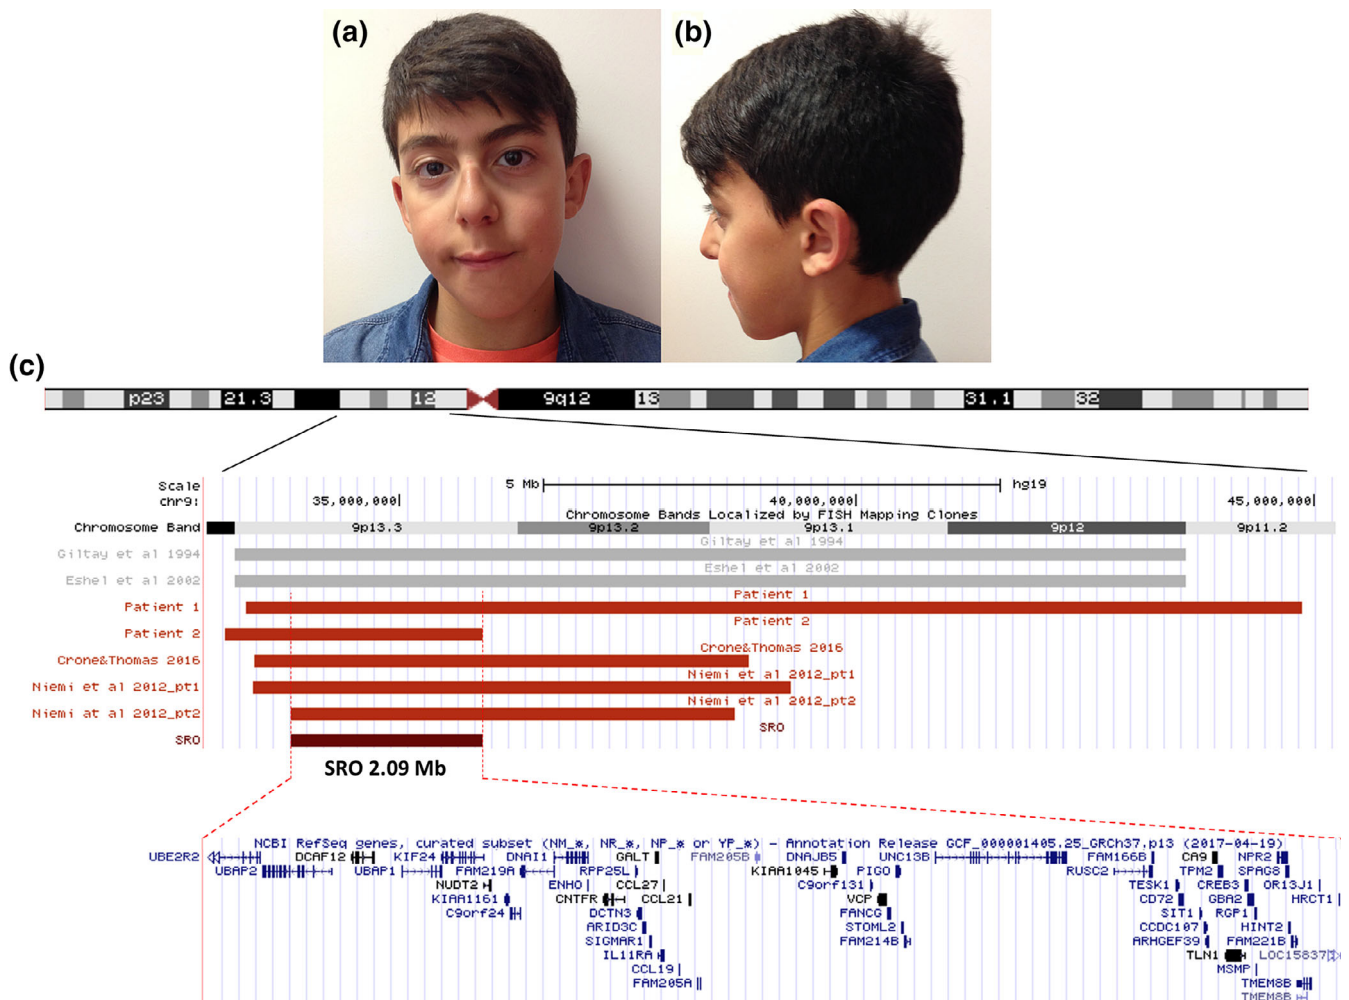 (a)
(b)
(c)
p23 21.3 12 9q12 13 31.1 32
Scale 5 Mb hg19
chr9: 35,000,000 40,000,000 45,000,000
Chromosome Bands Localized by FISH Mapping Clones
Chromosome Band 9p13.3 9p13.2 9p13.1 9p12 9p11.2
Giltay et al 1994
Giltay et al 1994
Eshel et al 2002
Eshel et al 2002
Patient 1
Patient 1
Patient 2
Patient 2
Crone&Thomas 2016
Crone&Thomas 2016
Niemi et al 2012_pt1
Niemi et al 2012_pt1
Niemi et al 2012_pt2
Niemi at al 2012_pt2
SRO
SRO
SRO 2.09 Mb
NCBI RefSeq genes, curated subset (NM_*, NR_*, NP_* or YP_*) - Annotation Release GCF_000001405.25_GRCh37.p13 (2017-04-19)
UBE2R2 DCAF12 KIF24 DNAI1 GALT FAM205B DNAJB5 UNC13B FAM166B CA9 NPR2
UBAP2 UBAP1 FAM219A RPP25L KIAA1045 PIGO RUSC2 TPM2 SPAG8
NUDT2 ENHO CCL27 C9orf131 TESK1 CREB3 OR13J1
KIAA1161 CNTFR CCL21 VCP CD72 GBA2 HRCT1
C9orf24 DCTN3 FANCG SIT1 RGP1
ARID3C STOML2 CCDC107 HINT2
SIGMAR1 FAM214B ARHGEF39 FAM221B
IL11RA TLN1 LOC15837
CCL19 MSMP
FAM205A TMEM8B
TMEM8B